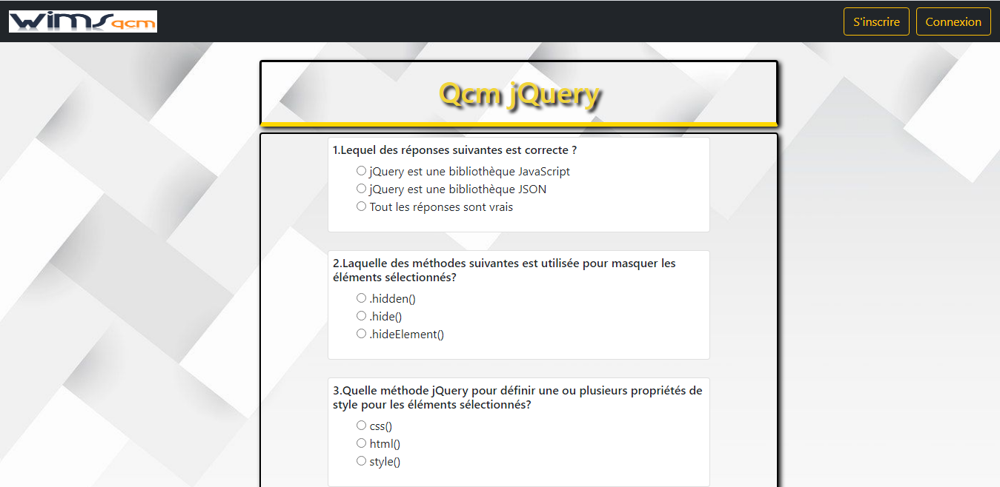 wims qcm
S'inscrire
Connexion
Qcm jQuery
1.Lequel des réponses suivantes est correcte ?
jQuery est une bibliothèque JavaScript
jQuery est une bibliothèque JSON
Tout les réponses sont vrais
2.Laquelle des méthodes suivantes est utilisée pour masquer les
éléments sélectionnés?
.hidden()
.hide()
.hideElement()
3.Quelle méthode jQuery pour définir une ou plusieurs propriétés de
style pour les éléments sélectionnés?
css()
html()
style()